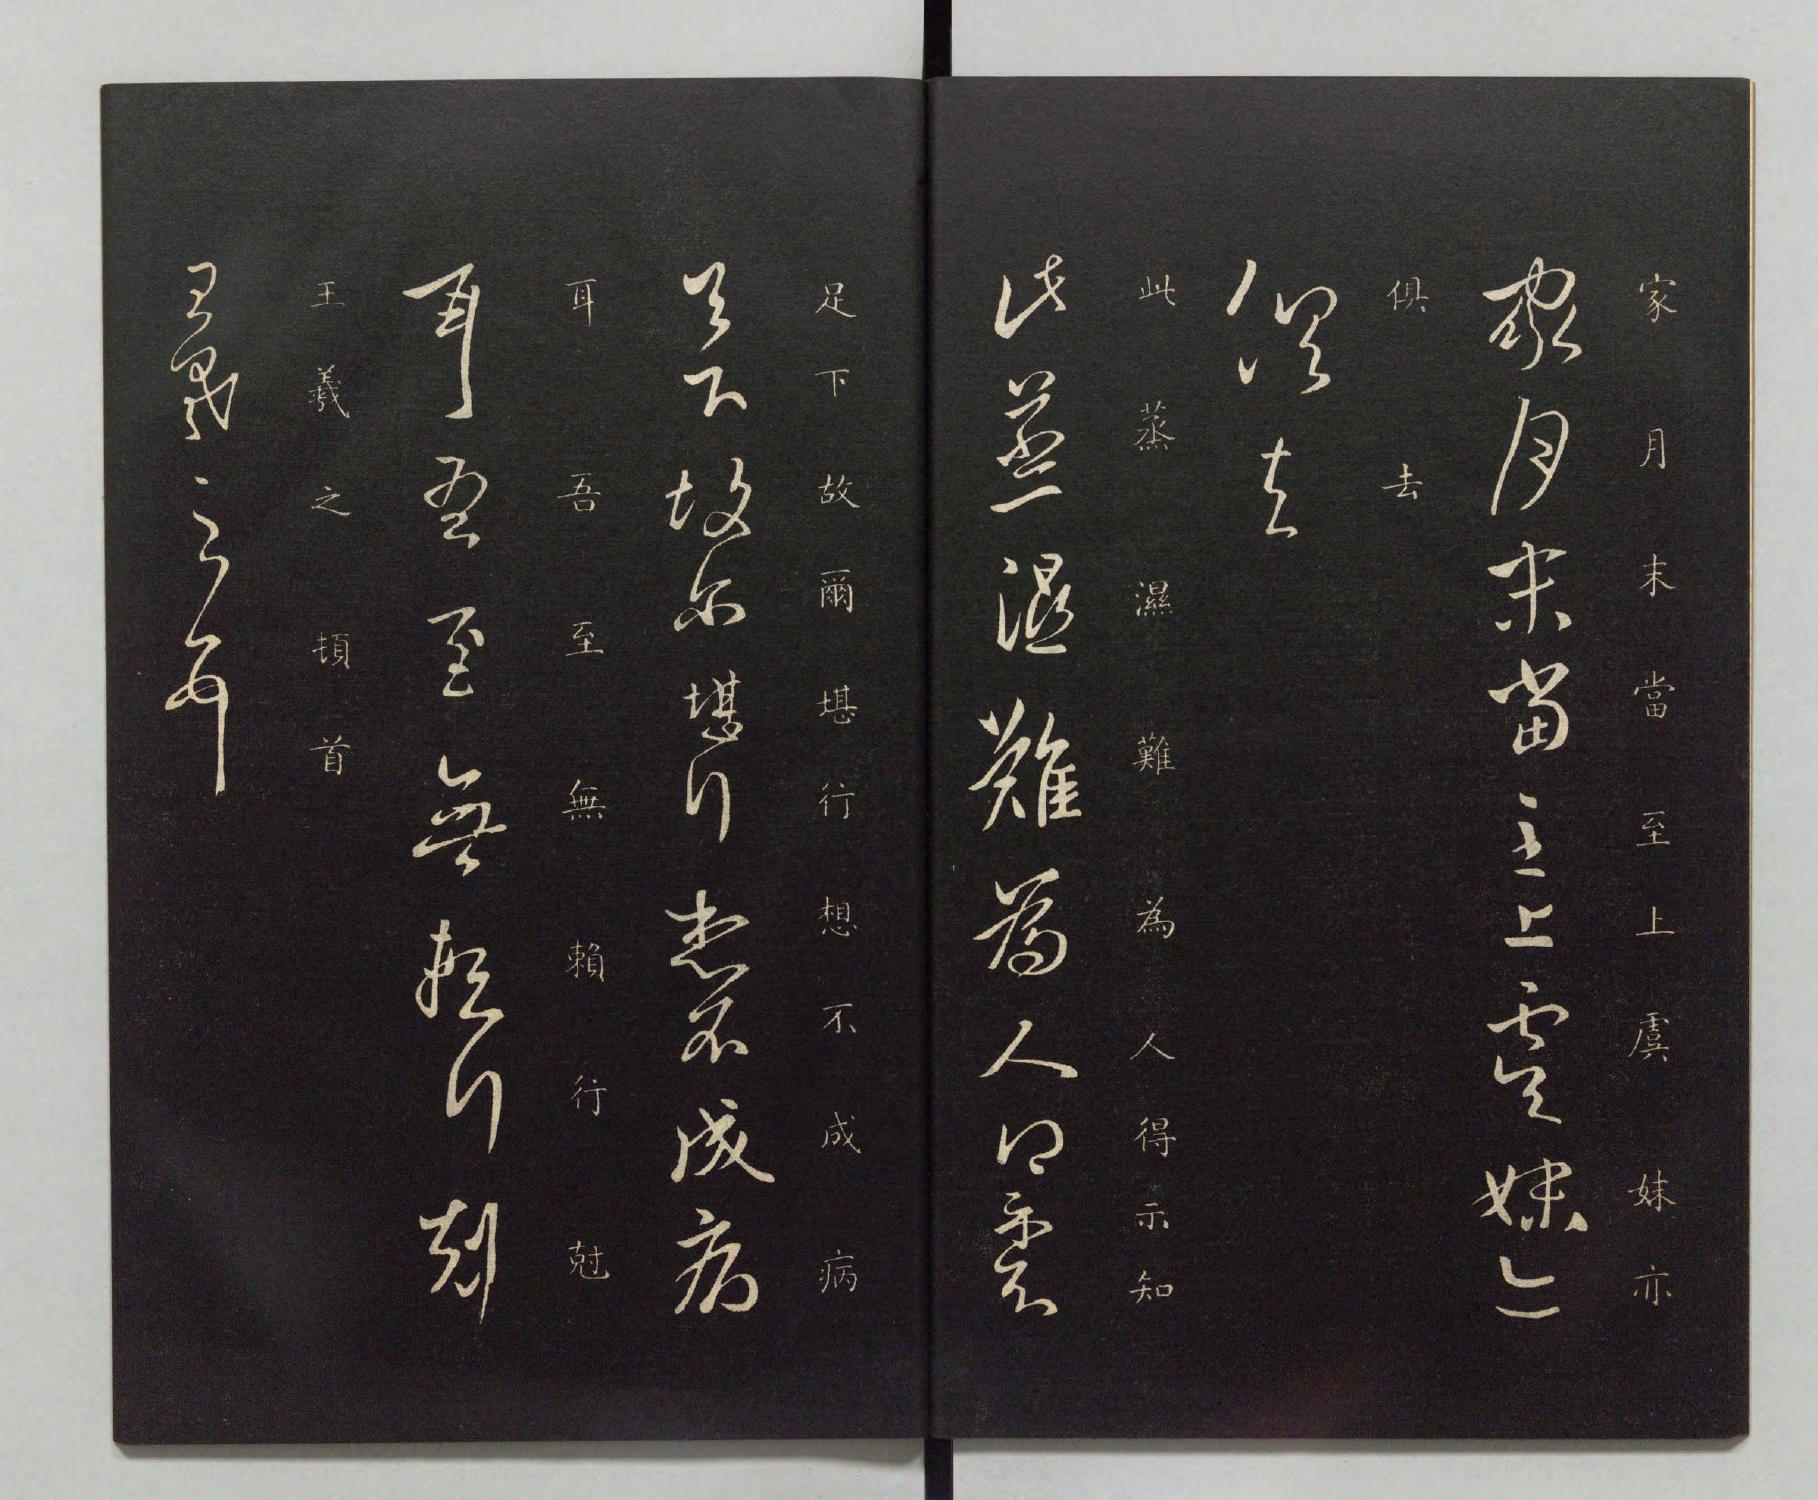 家月末當至上虞妹亦
家月末當至上虞妹亦
俱去
俱去
此蒸濕難為人得示知
此蒸濕難為人得示知
足下故爾堪行想不成病
足下故爾堪行想不成病
耳吾至無賴行尅
耳吾至無賴行剋
王羲之頓首
王羲之頓首